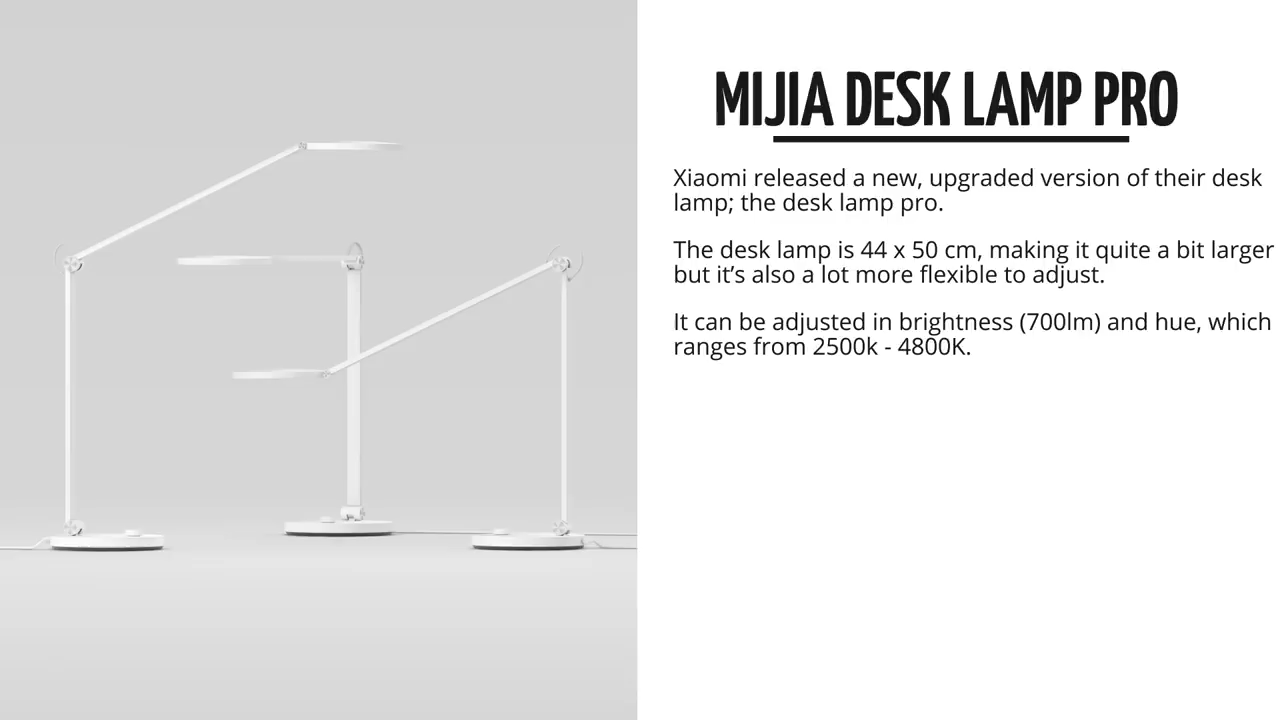 MIJIA DESK LAMP PRO
Xiaomi released a new, upgraded version of their desk
lamp; the desk lamp pro.
The desk lamp is 44 x 50 cm, making it quite a bit larger
but it’s also a lot more flexible to adjust.
It can be adjusted in brightness (700lm) and hue, which
ranges from 2500k - 4800K.